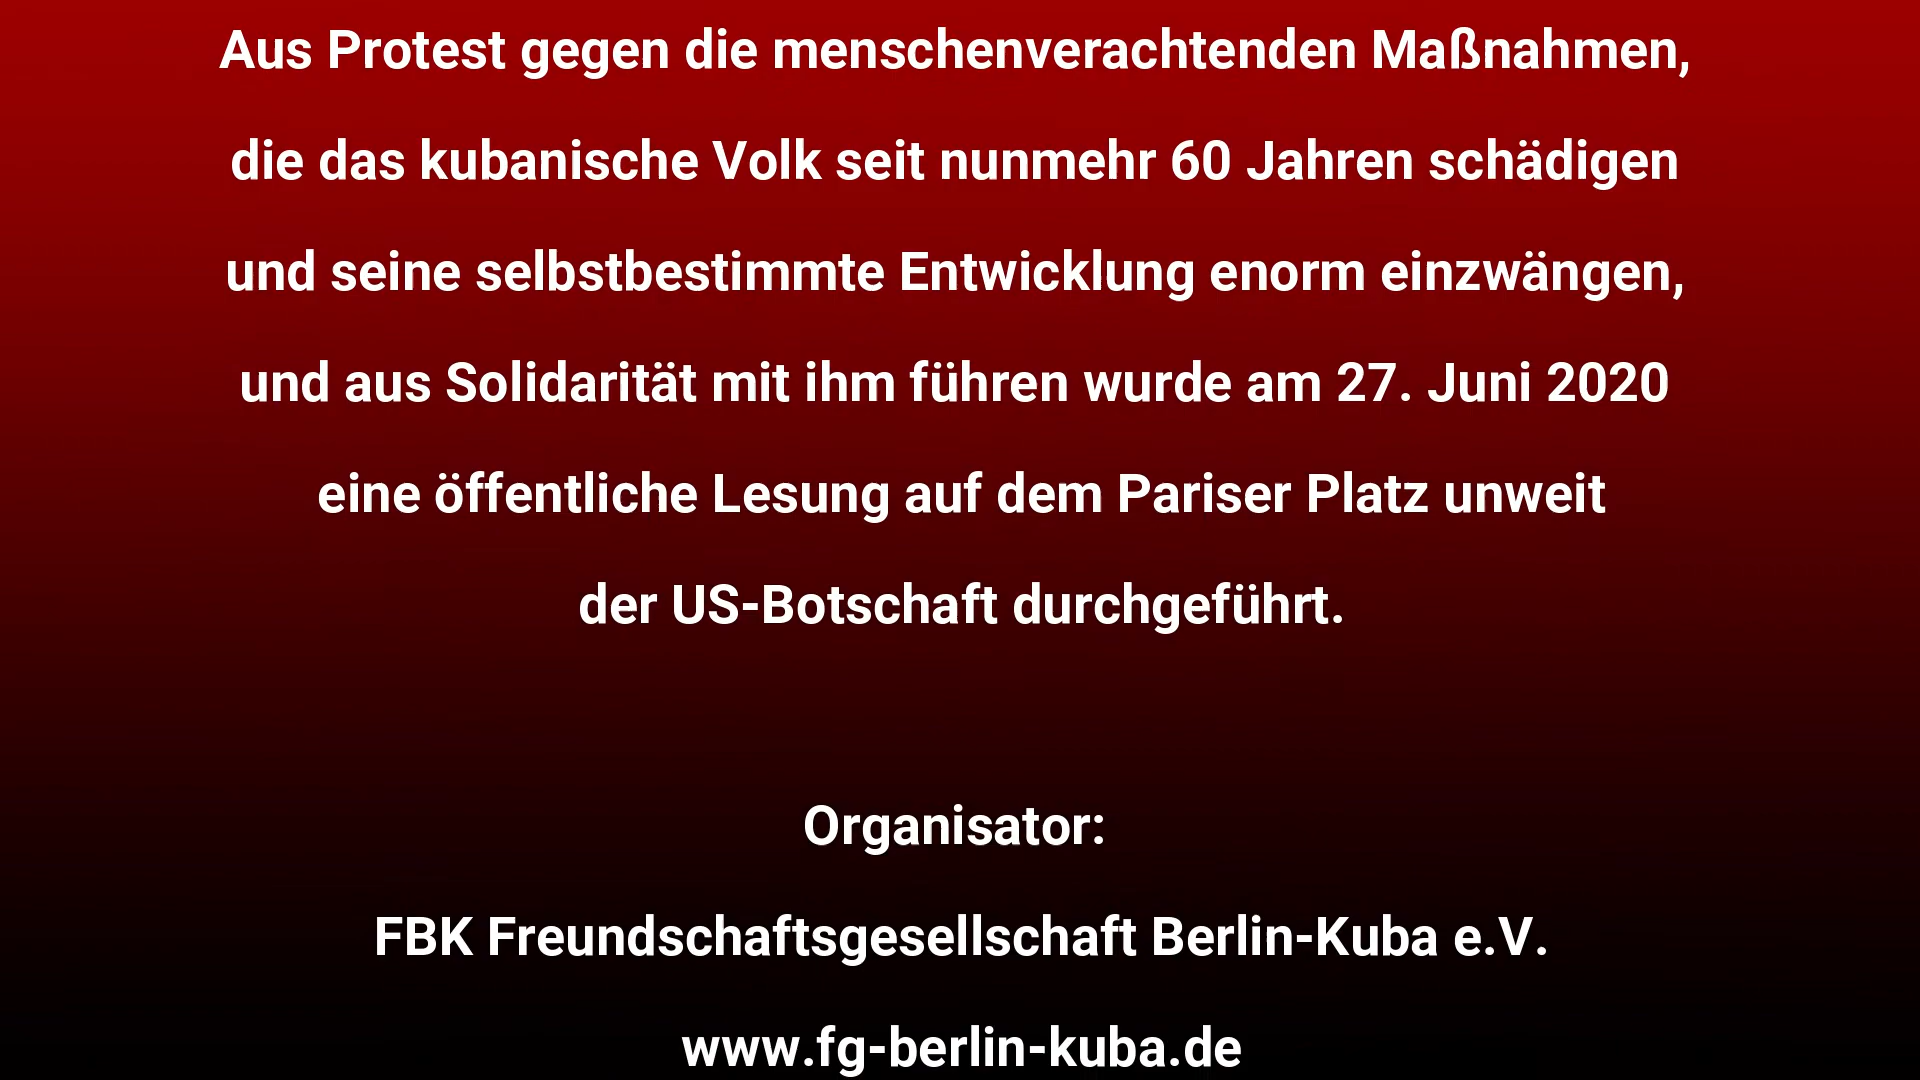 Aus Protest gegen die menschenverachtenden Maßnahmen,
die das kubanische Volk seit nunmehr 60 Jahren schädigen
und seine selbstbestimmte Entwicklung enorm einzwängen,
und aus Solidarität mit ihm führen wurde am 27. Juni 2020
eine öffentliche Lesung auf dem Pariser Platz unweit
der US-Botschaft durchgeführt.
Organisator:
FBK Freundschaftsgesellschaft Berlin-Kuba e.V.
www.fg-berlin-kuba.de